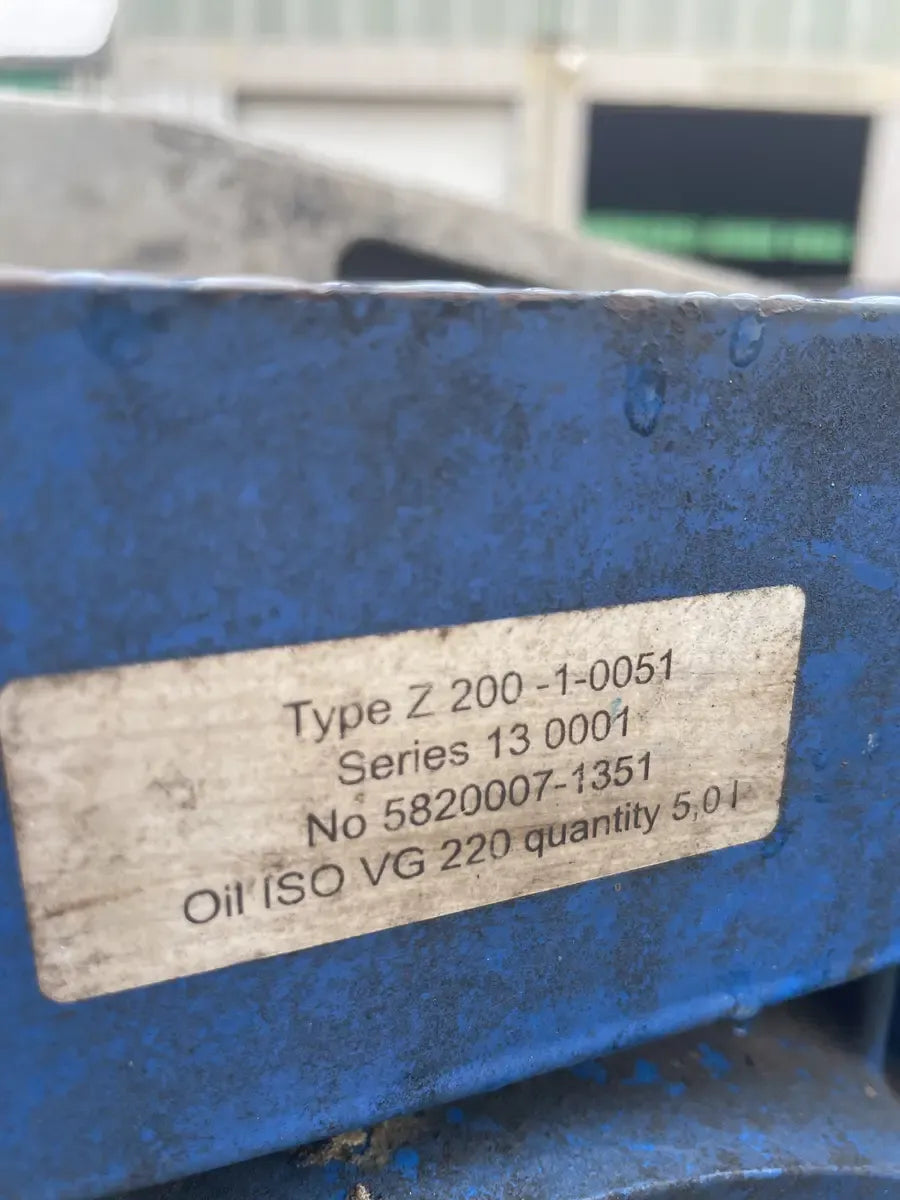 Type Z 200 -1-0051
Series 13 0001
No 5820007-1351
Oil ISO VG 220 quantity 5,0 l